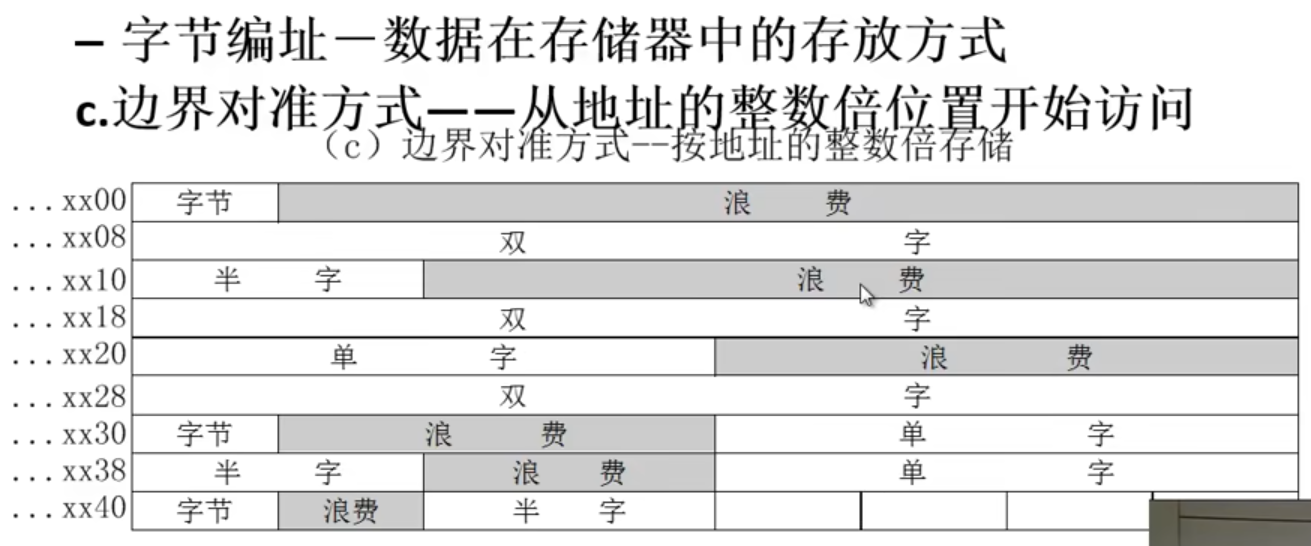 – 字节编址－数据在存储器中的存放方式
c.边界对准方式——从地址的整数倍位置开始访问
（c）边界对准方式--按地址的整数倍存储
...xx00 字节 浪 费
...xx08 双 字
...xx10 半 字 浪 费
...xx18 双 字
...xx20 单 字 浪 费
...xx28 双 字
...xx30 字节 浪 费 单 字
...xx38 半 字 浪 费 单 字
...xx40 字节 浪费 半 字